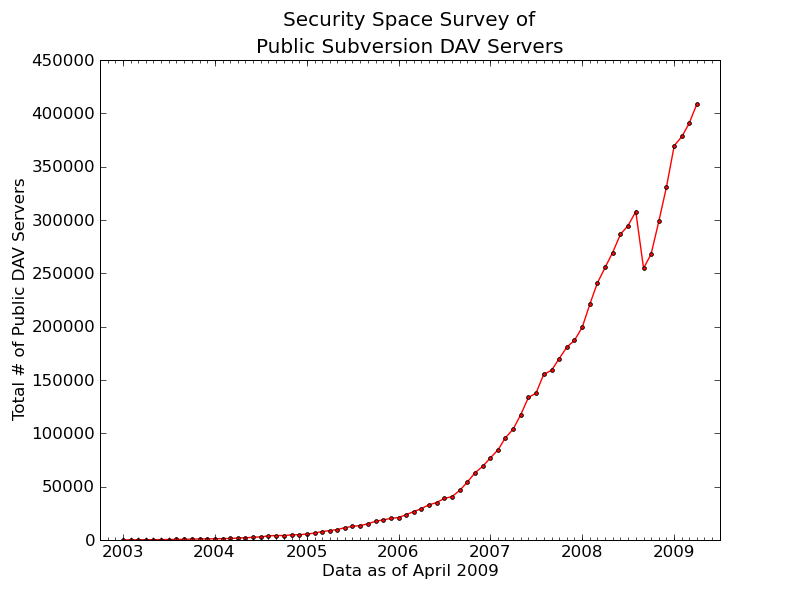 Security Space Survey of
Public Subversion DAV Servers
Total # of Public DAV Servers
450000
400000
350000
300000
250000
200000
150000
100000
50000
0
2003 2004 2005 2006 2007 2008 2009
Data as of April 2009